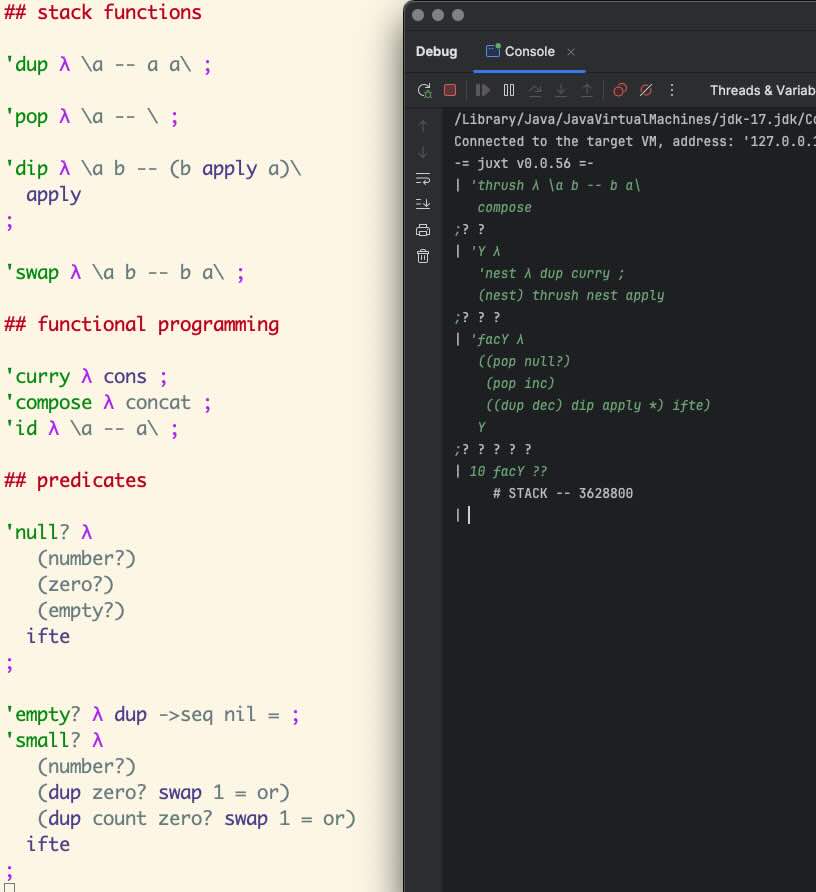 ## stack functions
'dup λ \a -- a a\ ;
'pop λ \a -- \ ;
'dip λ \a b -- (b apply a)\
apply
;
'swap λ \a b -- b a\ ;
## functional programming
'curry λ cons ;
'compose λ concat ;
'id λ \a -- a\ ;
## predicates
'null? λ
(number?)
(zero?)
(empty?)
ifte
;
'empty? λ dup ->seq nil = ;
'small? λ
(number?)
(dup zero? swap 1 = or)
(dup count zero? swap 1 = or)
ifte
;
Debug
Console
Threads & Variab
/Library/Java/JavaVirtualMachines/jdk-17.jdk/Co
Connected to the target VM, address: '127.0.0.1
-= juxt v0.0.56 =-
| 'thrush λ \a b -- b a\
compose
;? ?
| 'Y λ
'nest λ dup curry ;
(nest) thrush nest apply
;? ? ?
| 'facY λ
((pop null?)
(pop inc)
((dup dec) dip apply *) ifte)
Y
;? ? ? ? ?
| 10 facY ??
# STACK -- 3628800
|